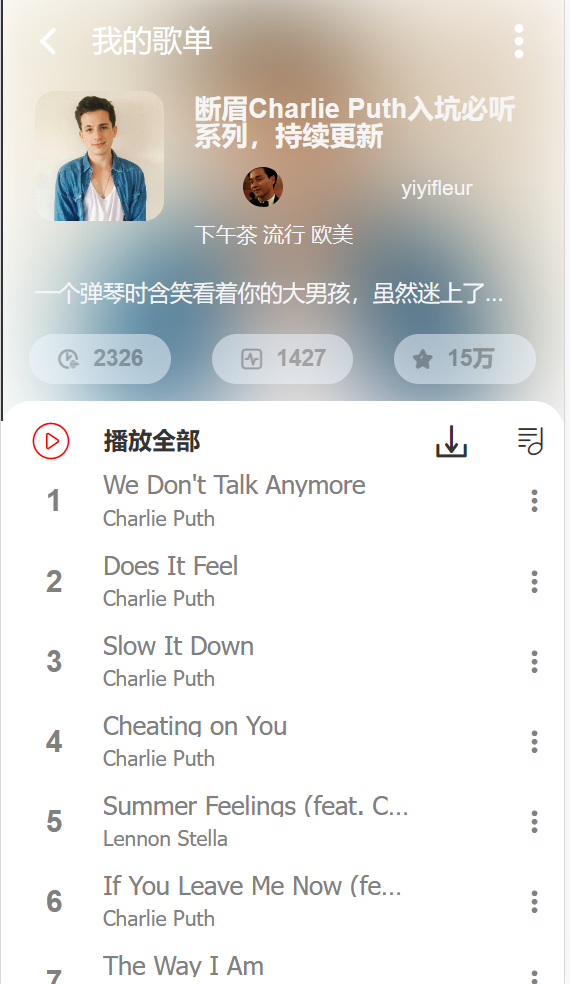 我的歌单
断眉Charlie Puth入坑必听
系列，持续更新
yiyifleur
下午茶 流行 欧美
一个弹琴时含笑看着你的大男孩，虽然迷上了...
2326 1427 15万
播放全部
1 We Don't Talk Anymore
Charlie Puth
2 Does It Feel
Charlie Puth
3 Slow It Down
Charlie Puth
4 Cheating on You
Charlie Puth
5 Summer Feelings (feat. C...
Lennon Stella
6 If You Leave Me Now (fe...
Charlie Puth
7 The Way I Am